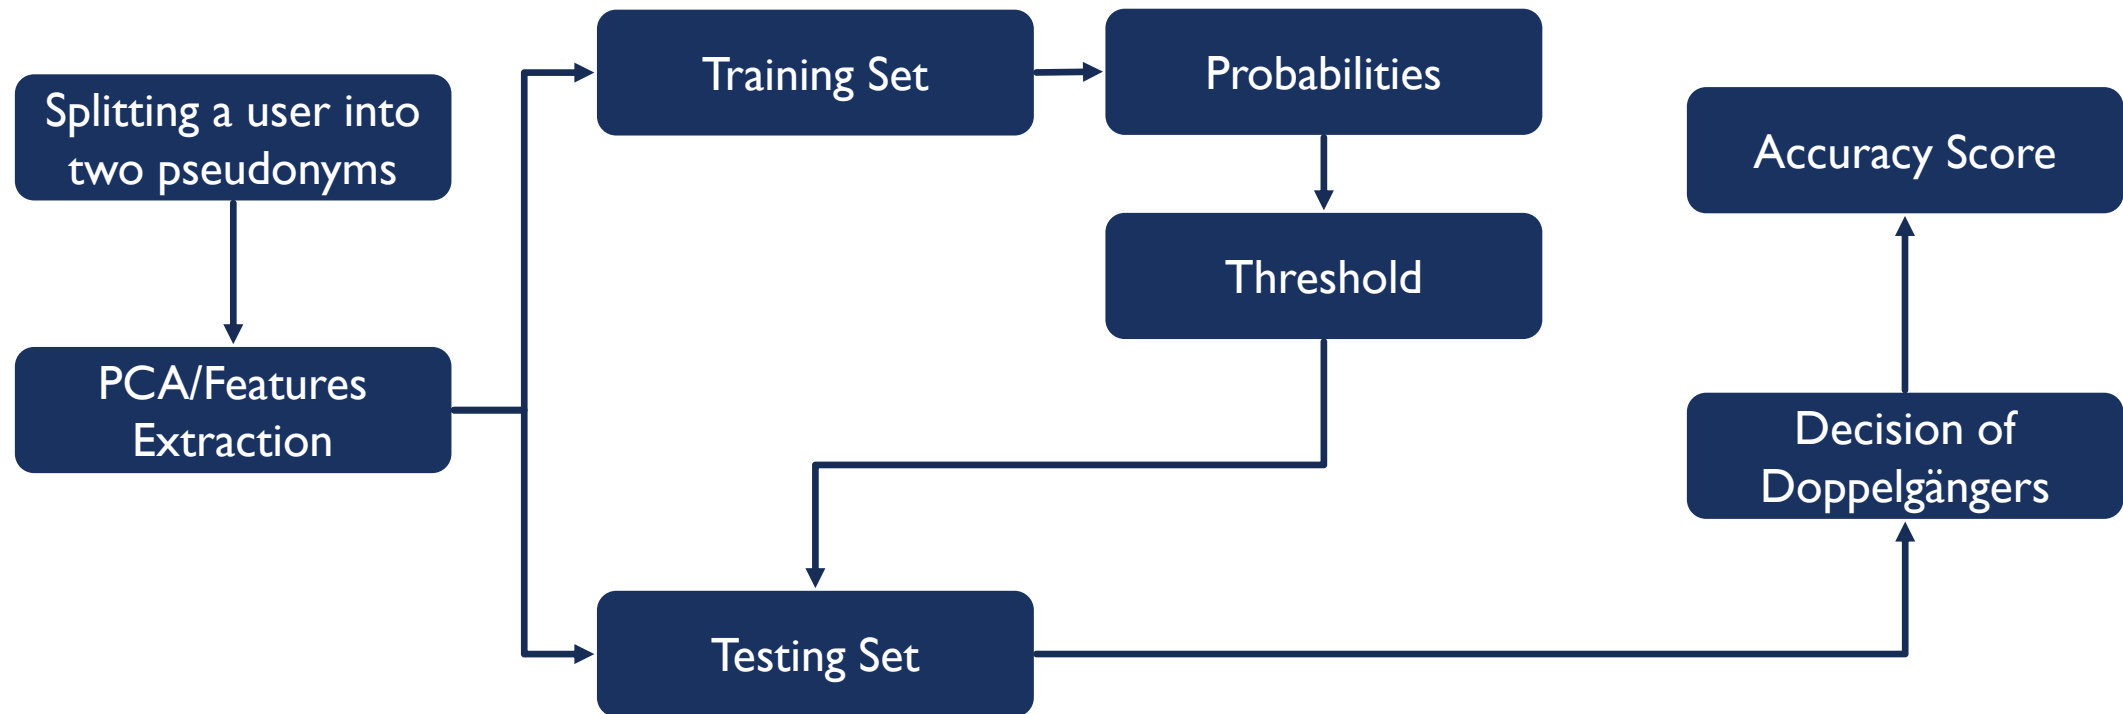 Splitting a user into
two pseudonyms
PCA/Features
Extraction
Training Set
Probabilities
Threshold
Testing Set
Decision of
Doppelgängers
Accuracy Score